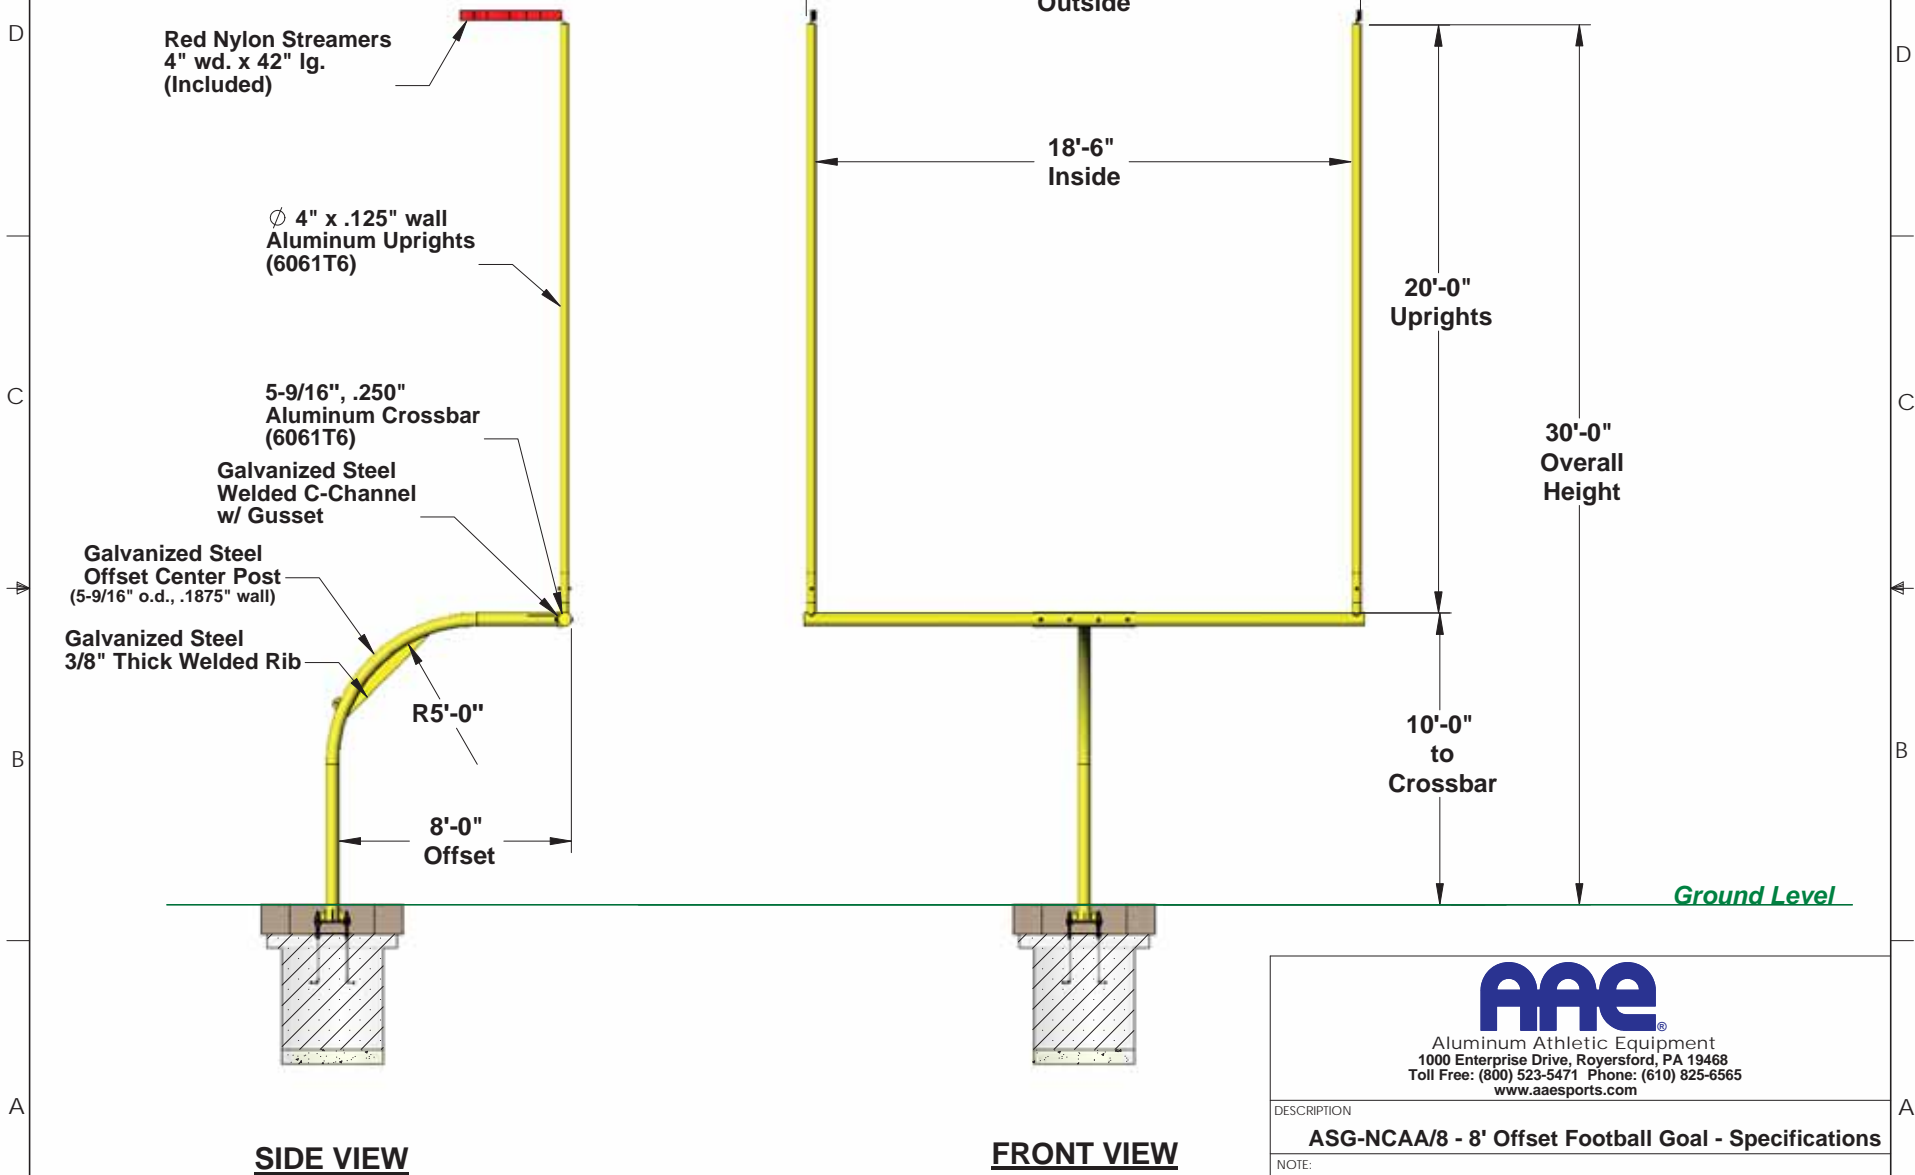 Outside
D
D
Red Nylon Streamers
4" wd. x 42" lg.
(Included)
18'-6"
Inside
∅ 4" x .125" wall
Aluminum Uprights
(6061T6)
20'-0"
Uprights
5-9/16", .250"
Aluminum Crossbar
(6061T6)
C
C
30'-0"
Overall
Height
Galvanized Steel
Welded C-Channel
w/ Gusset
Galvanized Steel
Offset Center Post
(5-9/16" o.d., .1875" wall)
Galvanized Steel
3/8" Thick Welded Rib
R5'-0"
10'-0"
to
Crossbar
B
B
8'-0"
Offset
Ground Level
AAE®
Aluminum Athletic Equipment
1000 Enterprise Drive, Royersford, PA 19468
Toll Free: (800) 523-5471 Phone: (610) 825-6565
www.aaesports.com
A
A
DESCRIPTION
ASG-NCAA/8 - 8' Offset Football Goal - Specifications
SIDE VIEW
FRONT VIEW
NOTE: